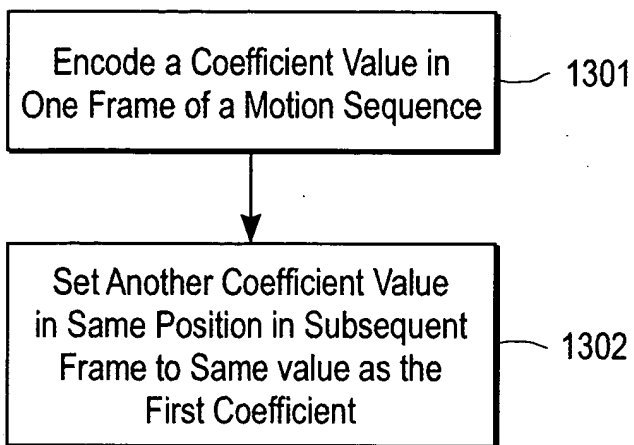 Encode a Coefficient Value in
One Frame of a Motion Sequence
1301
Set Another Coefficient Value
in Same Position in Subsequent
Frame to Same value as the
First Coefficient
1302